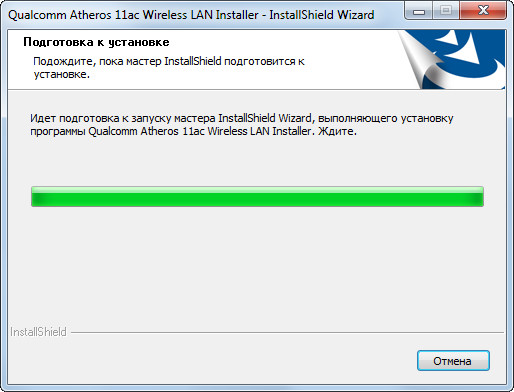 Qualcomm Atheros 11ac Wireless LAN Installer - InstallShield Wizard
Подготовка к установке
Подождите, пока мастер InstallShield подготовится к
установке.
Идет подготовка к запуску мастера InstallShield Wizard, выполняющего установку
программы Qualcomm Atheros 11ac Wireless LAN Installer. Ждите.
InstallShield
Отмена